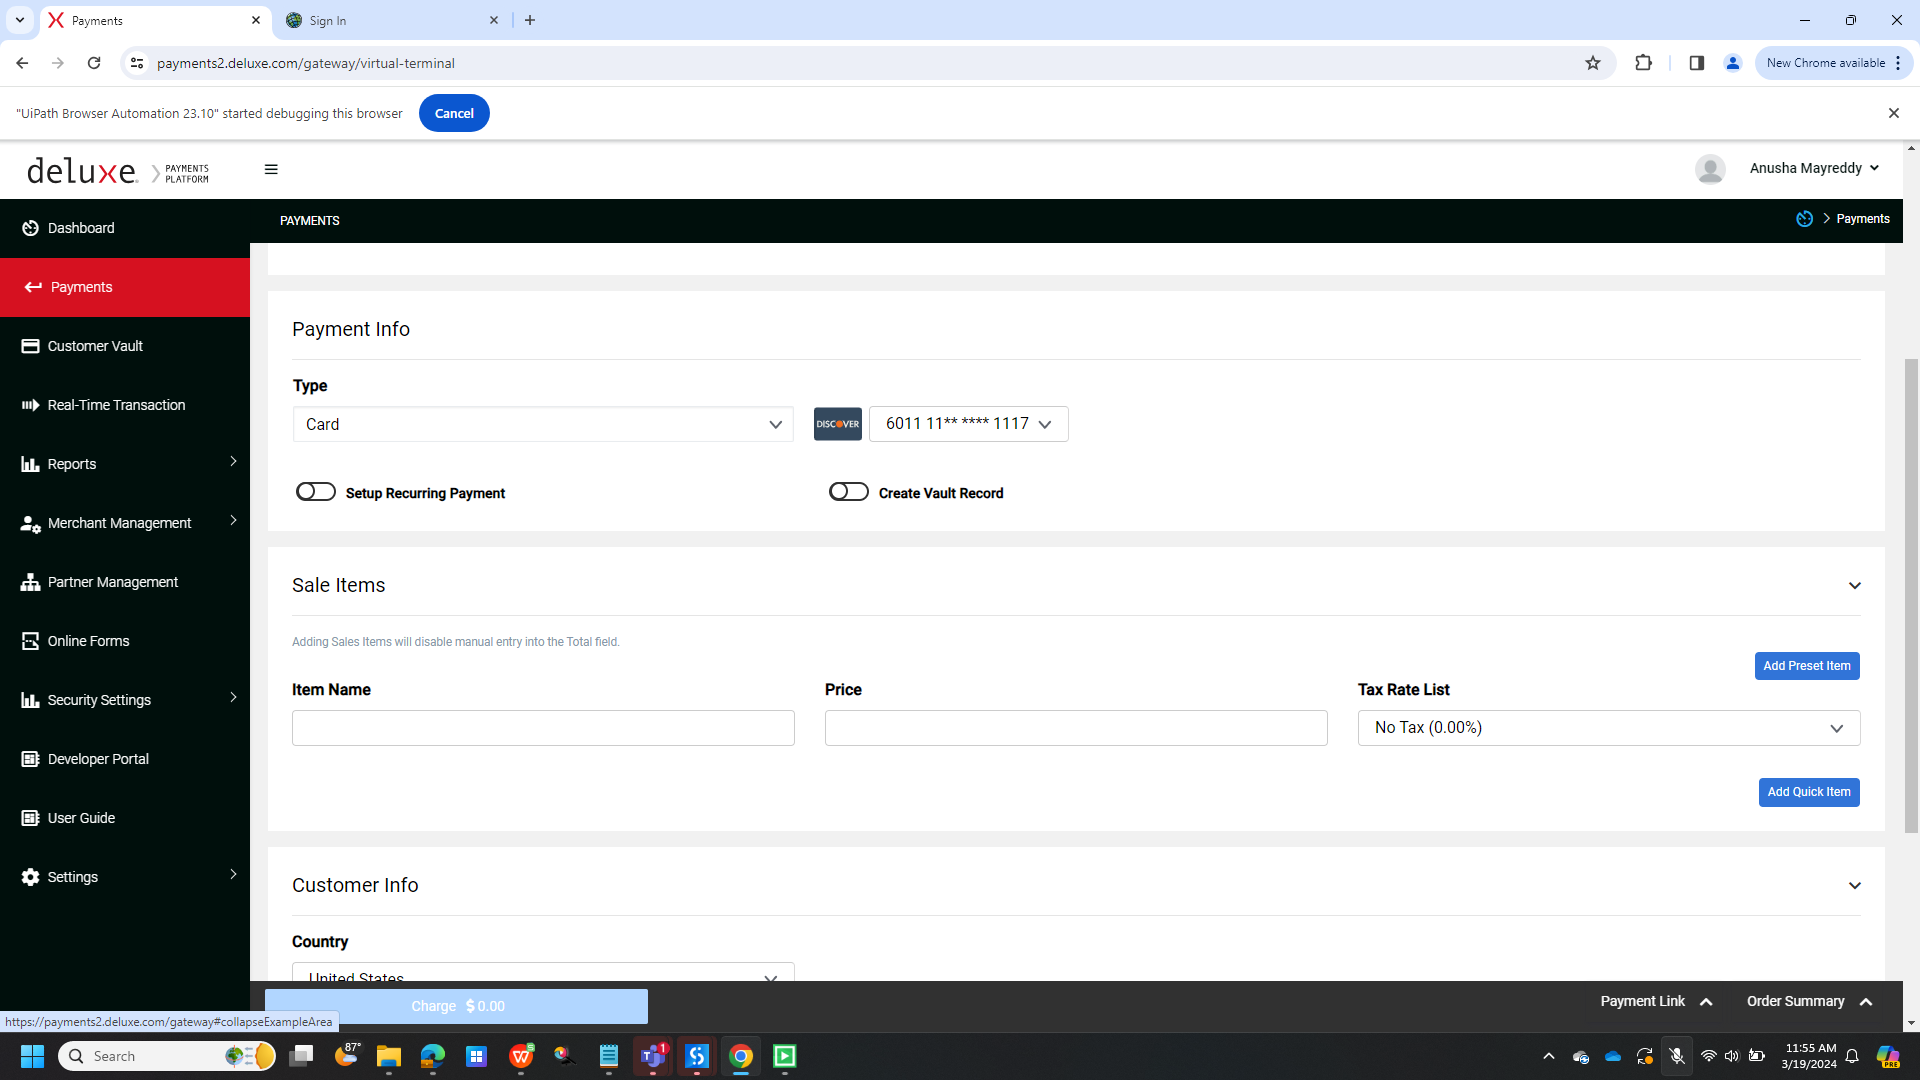 Payments
Sign In
payments2.deluxe.com/gateway/virtual-terminal
New Chrome available
"UiPath Browser Automation 23.10" started debugging this browser
Cancel
deluxe.
PAYMENTS
PLATFORM
Anusha Mayreddy
Dashboard
PAYMENTS
Payments
Payments
Customer Vault
Real-Time Transaction
Reports
Merchant Management
Partner Management
Online Forms
Security Settings
Developer Portal
User Guide
Settings
Payment Info
Type
Card
DISCOVER
6011 11** **** 1117
Setup Recurring Payment
Create Vault Record
Sale Items
Adding Sales Items will disable manual entry into the Total field.
Add Preset Item
Item Name
Price
Tax Rate List
No Tax (0.00%)
Add Quick Item
Customer Info
Country
United States
Charge $ 0.00
Payment Link
Order Summary
https://payments2.deluxe.com/gateway#collapseExampleArea
Search
87°
1
11:55 AM
3/19/2024
PRE